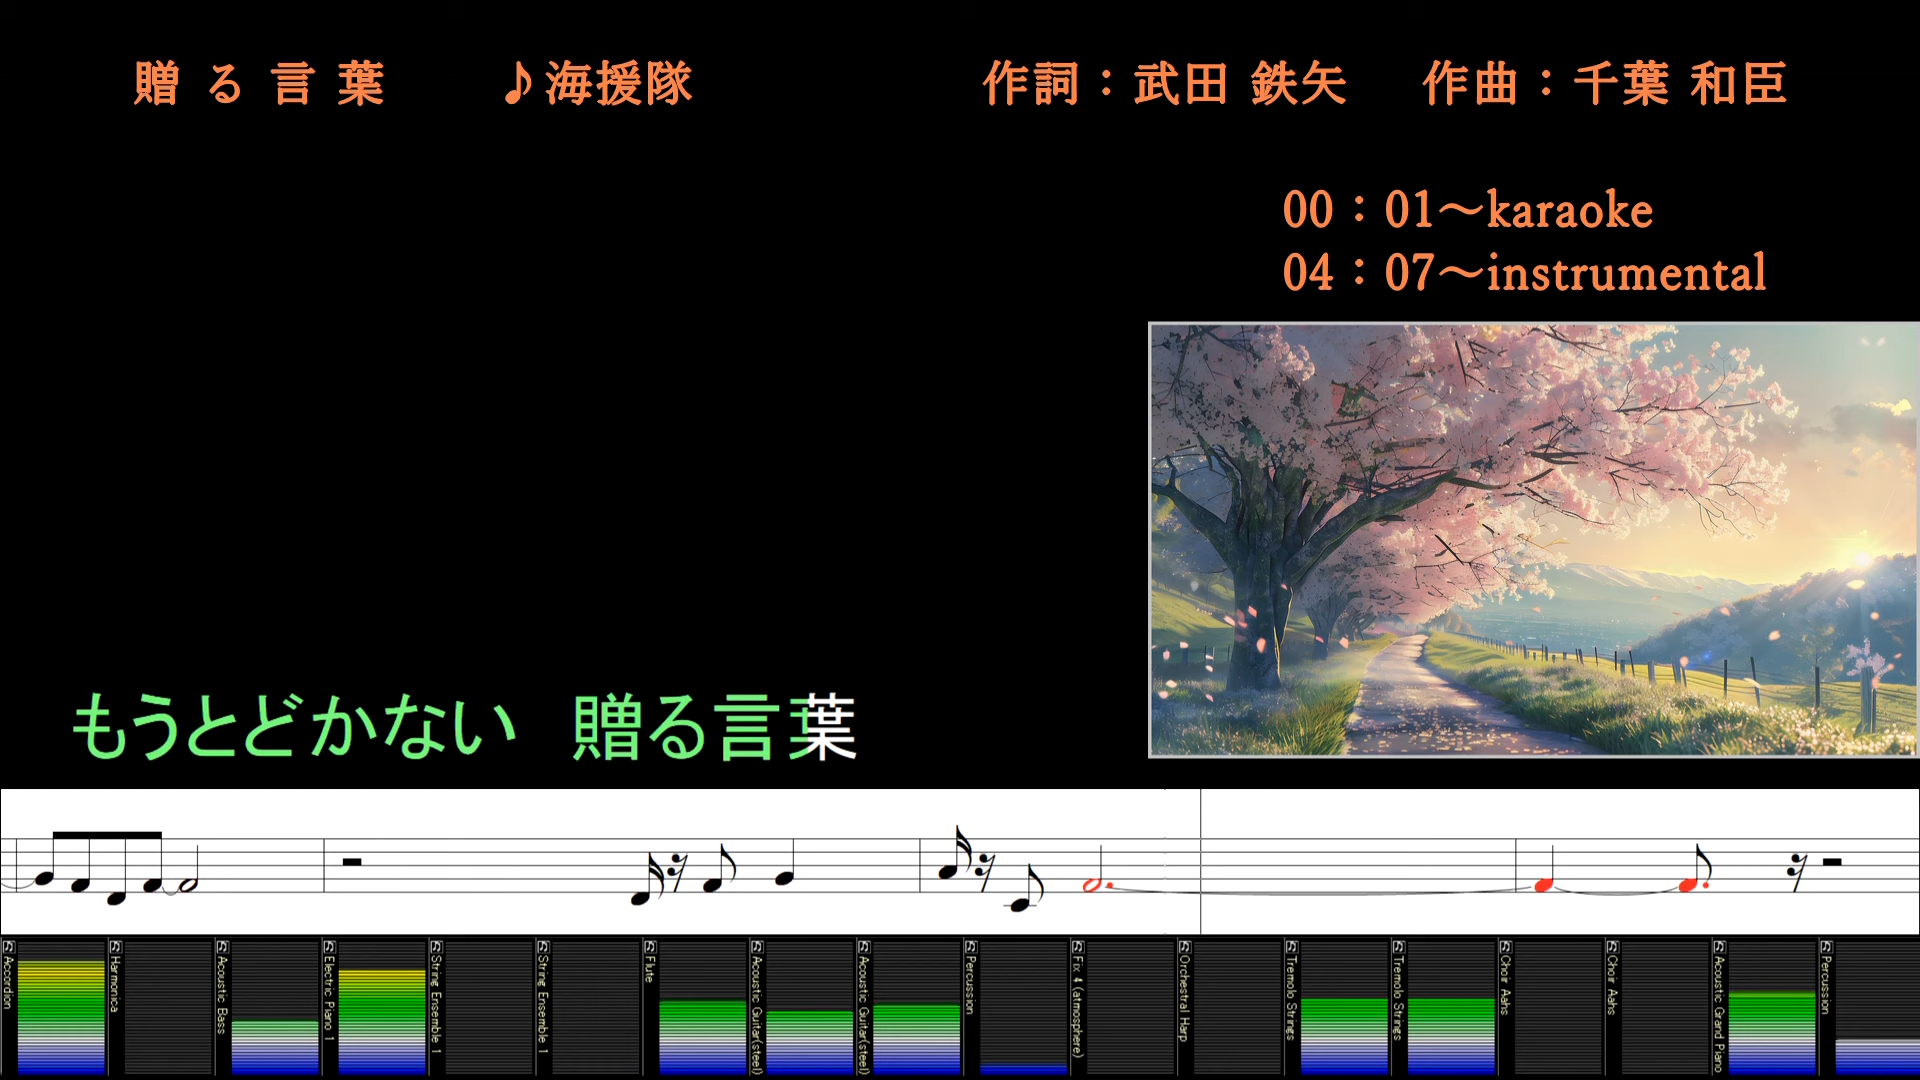 贈る言葉 ♪海援隊 作詞：武田 鉄矢 作曲：千葉 和臣
00：01～karaoke
04：07～instrumental
もうとどかない 贈る言葉
Accordion
Harmonica
Acoustic Bass
Electric Piano 1
String Ensemble 1
String Ensemble 1
Flute
Acoustic Guitar(steel)
Acoustic Guitar(steel)
Percussion
Fix 4 (atmosphere)
Orchestral Harp
Tremolo Strings
Tremolo Strings
Choir Aahs
Choir Aahs
Acoustic Grand Piano
Percussion